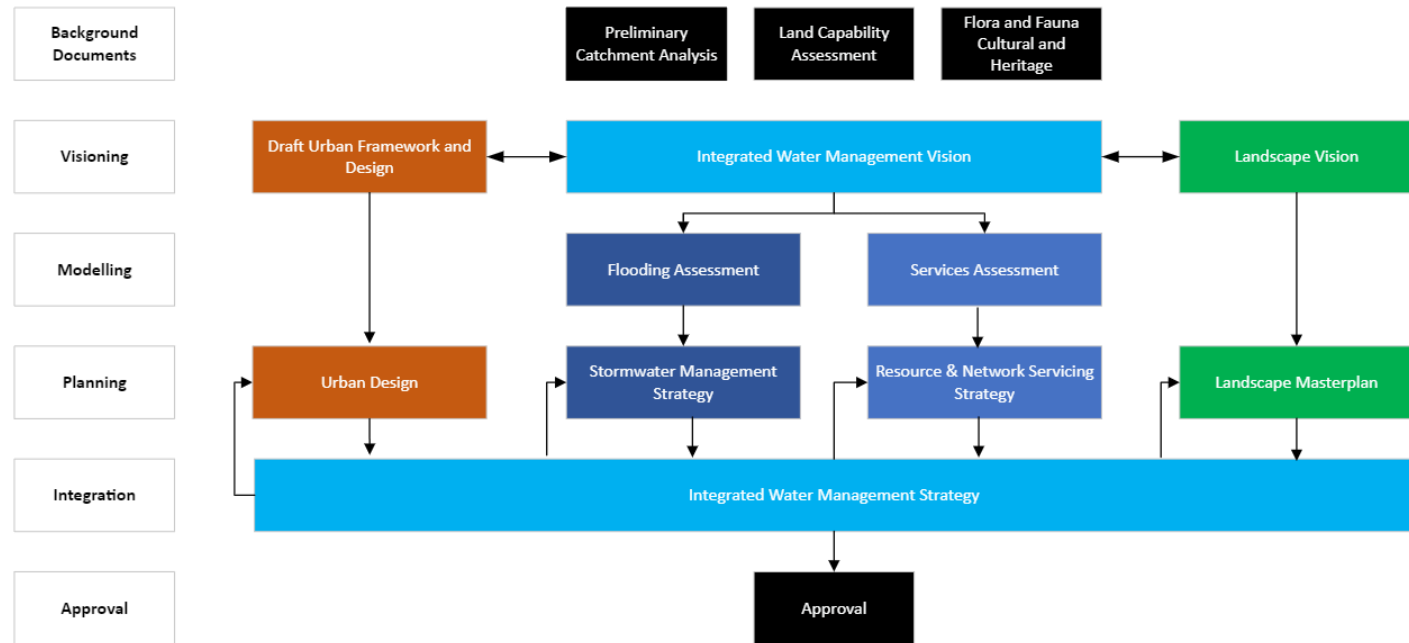 Background
Documents
Preliminary
Catchment Analysis
Land Capability
Assessment
Flora and Fauna
Cultural and
Heritage
Visioning
Draft Urban Framework and
Design
Integrated Water Management Vision
Landscape Vision
Modelling
Flooding Assessment
Services Assessment
Planning
Urban Design
Stormwater Management
Strategy
Resource & Network Servicing
Strategy
Landscape Masterplan
Integration
Integrated Water Management Strategy
Approval
Approval